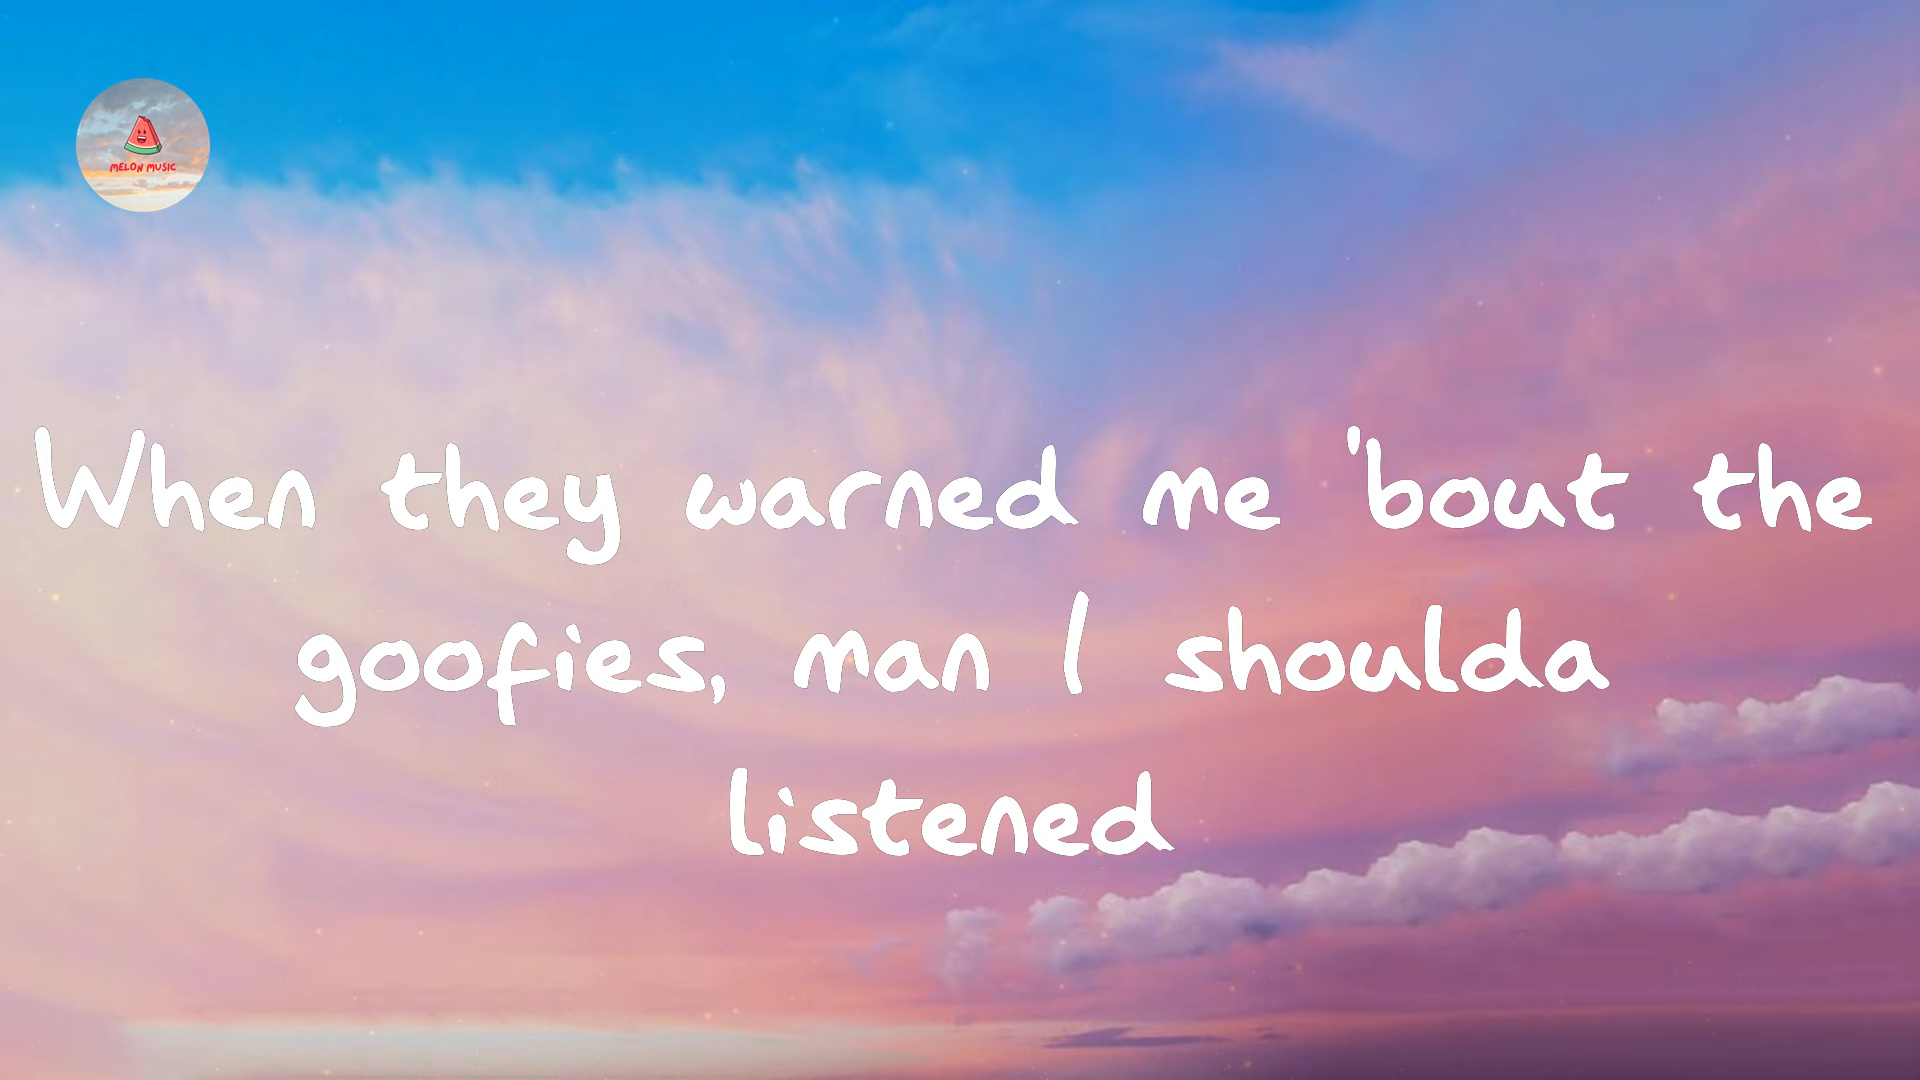 MELON MUSIC
When they warned me 'bout the
goofies, man I shoulda
listened